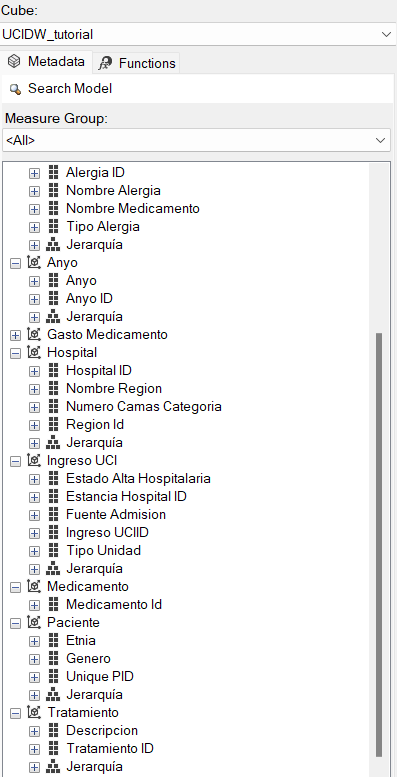 Cube:
UCIDW_tutorial
Metadata
Functions
Search Model
Measure Group:
<All>
Alergia ID
Nombre Alergia
Nombre Medicamento
Tipo Alergia
Jerarquía
Anyo
Anyo
Anyo ID
Jerarquía
Gasto Medicamento
Hospital
Hospital ID
Nombre Region
Numero Camas Categoria
Region Id
Jerarquía
Ingreso UCI
Estado Alta Hospitalaria
Estancia Hospital ID
Fuente Admision
Ingreso UCIID
Tipo Unidad
Jerarquía
Medicamento
Medicamento Id
Paciente
Etnia
Genero
Unique PID
Jerarquía
Tratamiento
Descripcion
Tratamiento ID
Jerarquía